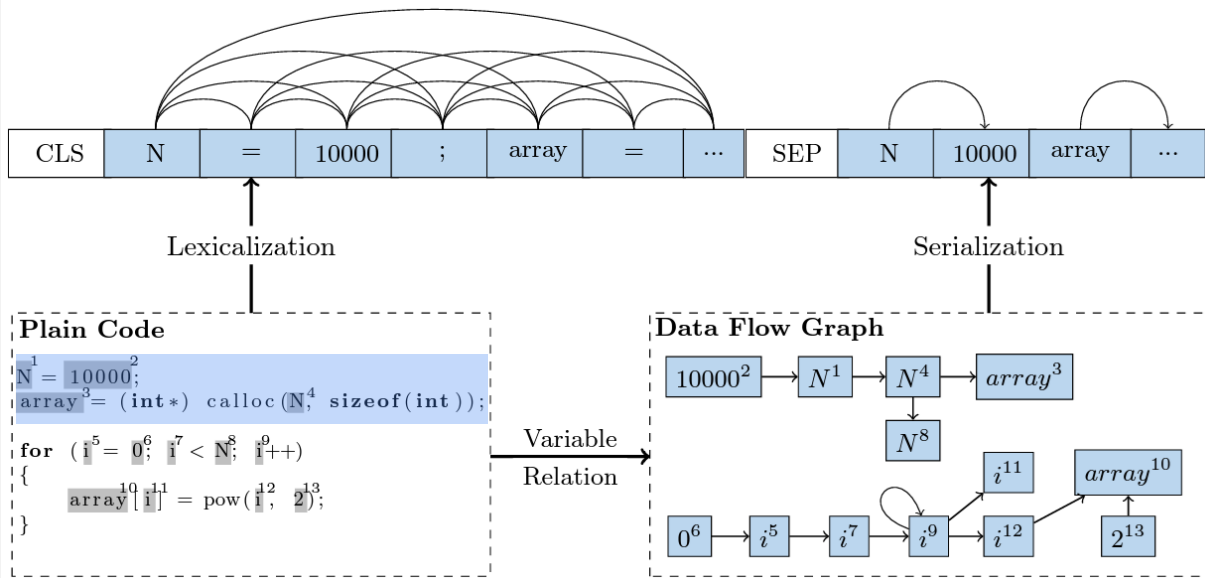 CLS N = 10000 ; array = ... SEP N 10000 array ...
Lexicalization
Serialization
Plain Code
N¹ = 10000²;
array³ = (int*) calloc(N⁴, sizeof(int));
for (i⁵ = 0⁶; i⁷ < N⁸; i⁹++)
{
array¹⁰[i¹¹] = pow(i¹², 2¹³);
}
Variable
Relation
Data Flow Graph
10000² N¹ N⁴ array³
N⁸
i¹¹ array¹⁰
0⁶ i⁵ i⁷ i⁹ i¹² 2¹³